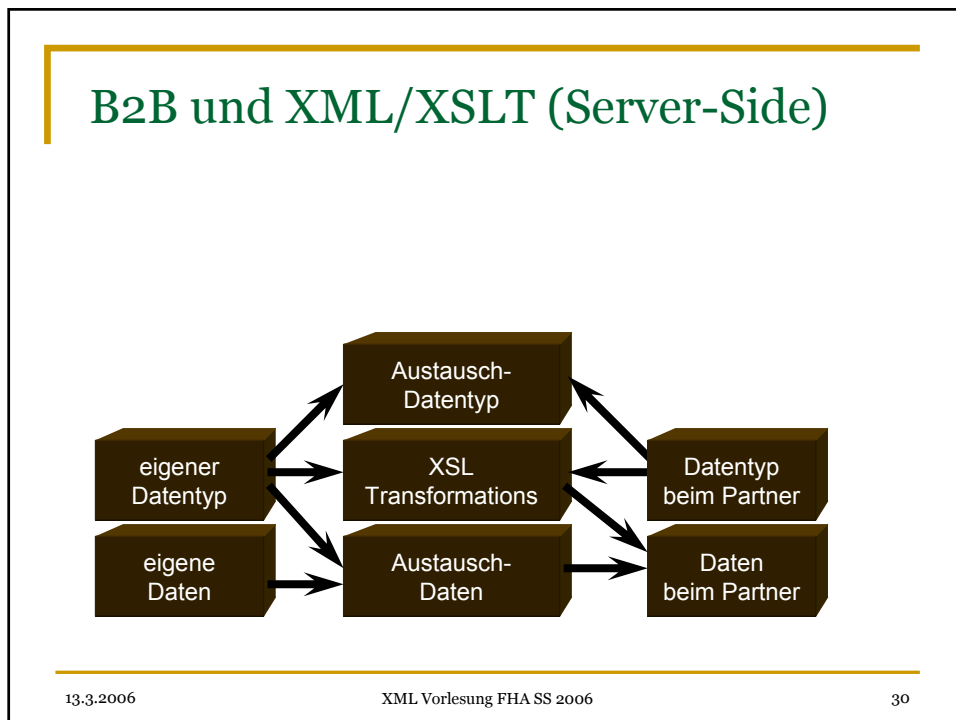 B2B und XML/XSLT (Server-Side)
Austausch-
Datentyp
eigener
Datentyp
XSL
Transformations
Datentyp
beim Partner
eigene
Daten
Austausch-
Daten
Daten
beim Partner
13.3.2006
XML Vorlesung FHA SS 2006
30